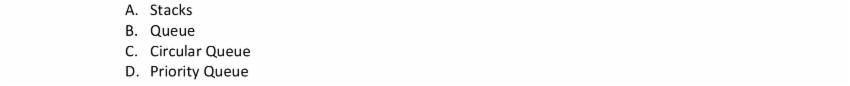 A. Stacks
B. Queue
C. Circular Queue
D. Priority Queue